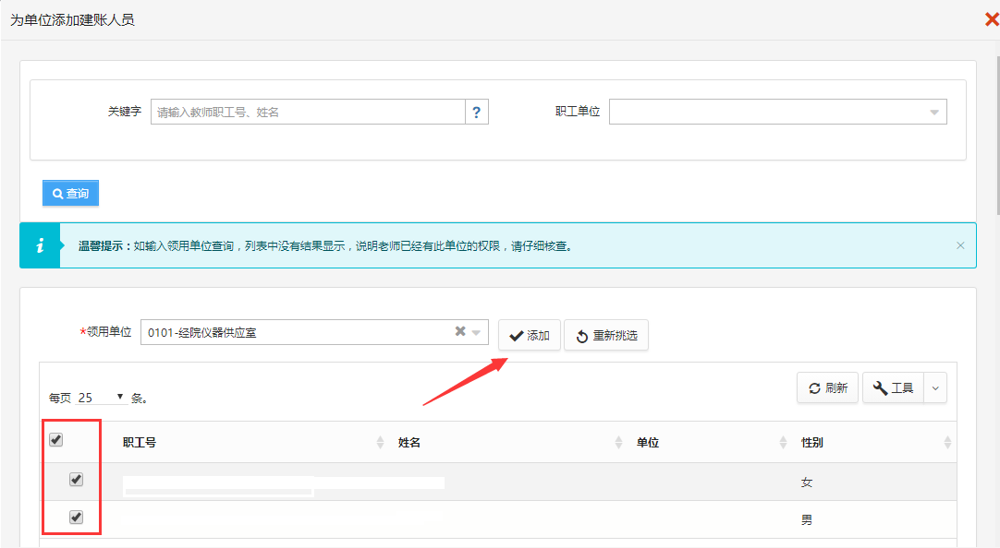 为单位添加建账人员
关键字 请输入教师职工号、姓名 ? 职工单位
查询
温馨提示：如输入领用单位查询，列表中没有结果显示，说明老师已经有此单位的权限，请仔细核查。
*领用单位 0101-经院仪器供应室 添加 重新挑选
每页 25 条。 刷新 工具
职工号 姓名 单位 性别
女
男